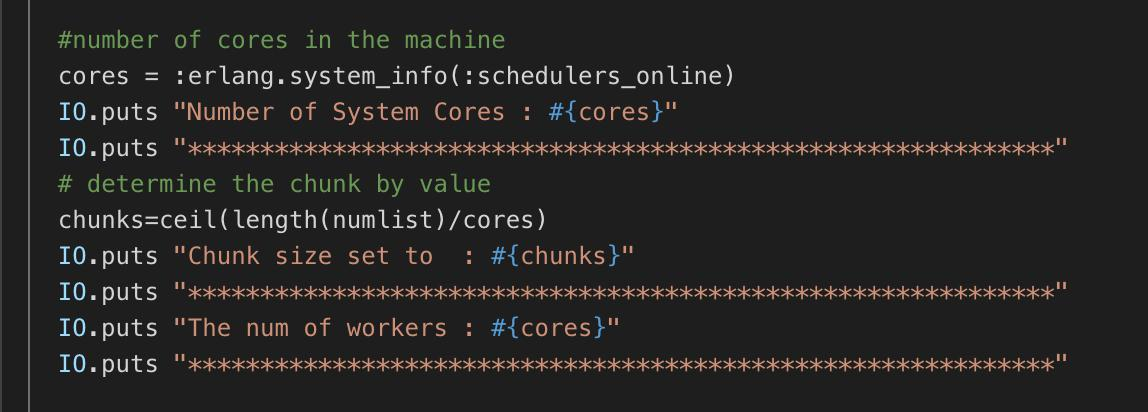 #number of cores in the machine
cores = :erlang.system_info(:schedulers_online)
IO.puts "Number of System Cores : #{cores}"
IO.puts "************************************************************"
# determine the chunk by value
chunks=ceil(length(numlist)/cores)
IO.puts "Chunk size set to  : #{chunks}"
IO.puts "************************************************************"
IO.puts "The num of workers : #{cores}"
IO.puts "************************************************************"